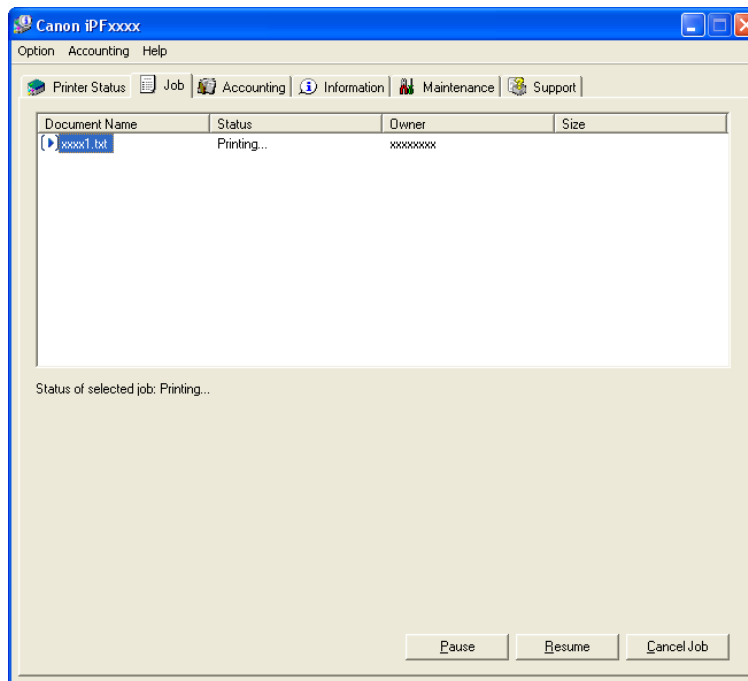 Canon iPFxxxx
Option Accounting Help
Printer Status Job Accounting Information Maintenance Support
Document Name Status Owner Size
xxxx1.txt Printing... xxxxxxxx
Status of selected job: Printing...
Pause Resume Cancel Job